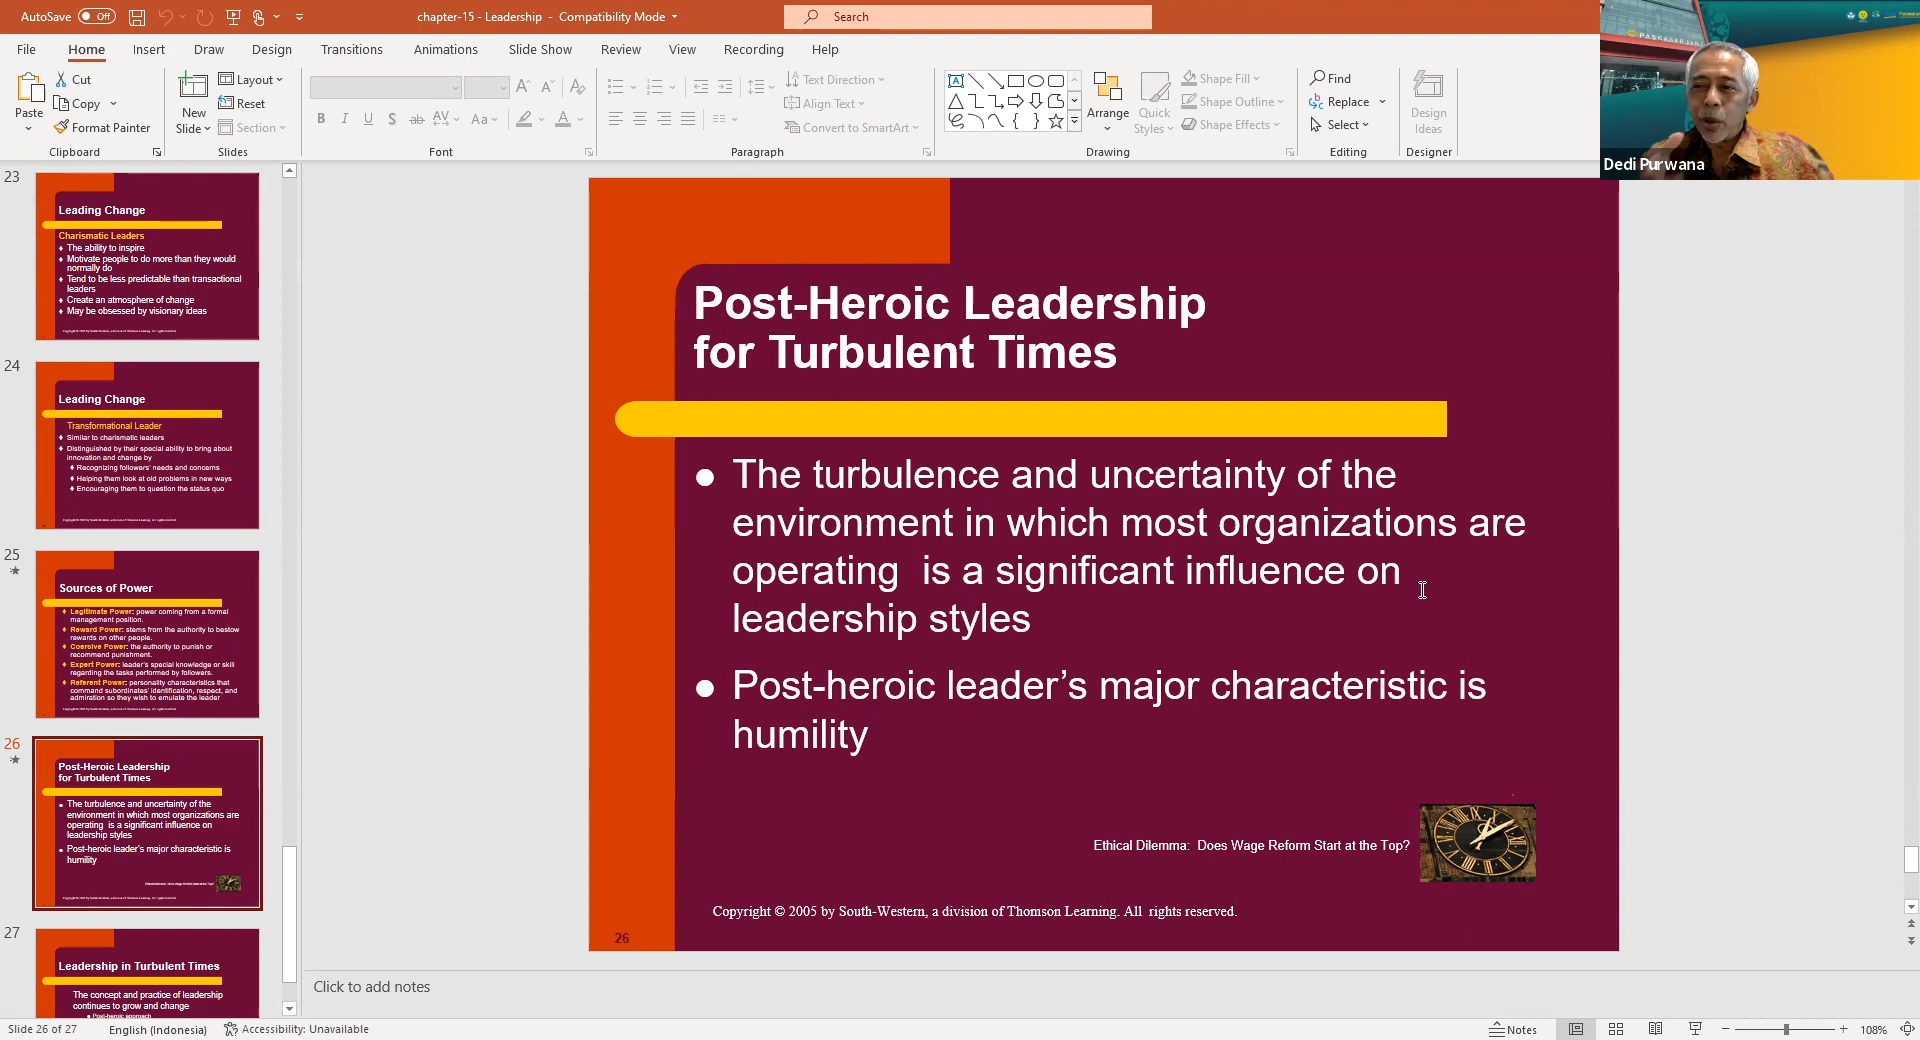 AutoSave Off
chapter-15 - Leadership - Compatibility Mode
Search
File Home Insert Draw Design Transitions Animations Slide Show Review View Recording Help
Paste
Cut
Copy
Format Painter
Clipboard
New
Slide
Layout
Reset
Section
Slides
Font
Text Direction
Align Text
Convert to SmartArt
Paragraph
Arrange
Quick
Styles
Shape Fill
Shape Outline
Shape Effects
Drawing
Find
Replace
Select
Editing
Design
Ideas
Designer
Dedi Purwana
23
Leading Change
Charismatic Leaders
The ability to inspire
Motivate people to do more than they would
normally do
Tend to be less predictable than transactional
leaders
Create an atmosphere of change
May be obsessed by visionary ideas
24
Leading Change
Transformational Leader
Similar to charismatic leaders
Distinguished by their special ability to bring about
innovation and change by
Recognizing followers' needs and concerns
Helping them look at old problems in new ways
Encouraging them to question the status quo
25
Sources of Power
Legitimate Power: power coming from a formal
management position.
Reward Power: stems from the authority to bestow
rewards on other people.
Coercive Power: the authority to punish or
recommend punishment.
Expert Power: leader's special knowledge or skill
regarding the tasks performed by followers.
Referent Power: personality characteristics that
command subordinates' identification, respect, and
admiration so they wish to emulate the leader
26
Post-Heroic Leadership
for Turbulent Times
The turbulence and uncertainty of the
environment in which most organizations are
operating is a significant influence on
leadership styles
Post-heroic leader's major characteristic is
humility
27
Leadership in Turbulent Times
The concept and practice of leadership
continues to grow and change
Post-heroic approach
Post-Heroic Leadership
for Turbulent Times
The turbulence and uncertainty of the
environment in which most organizations are
operating is a significant influence on
leadership styles
Post-heroic leader's major characteristic is
humility
Ethical Dilemma: Does Wage Reform Start at the Top?
Copyright © 2005 by South-Western, a division of Thomson Learning. All rights reserved.
26
Click to add notes
Slide 26 of 27
English (Indonesia)
Accessibility: Unavailable
Notes
108%